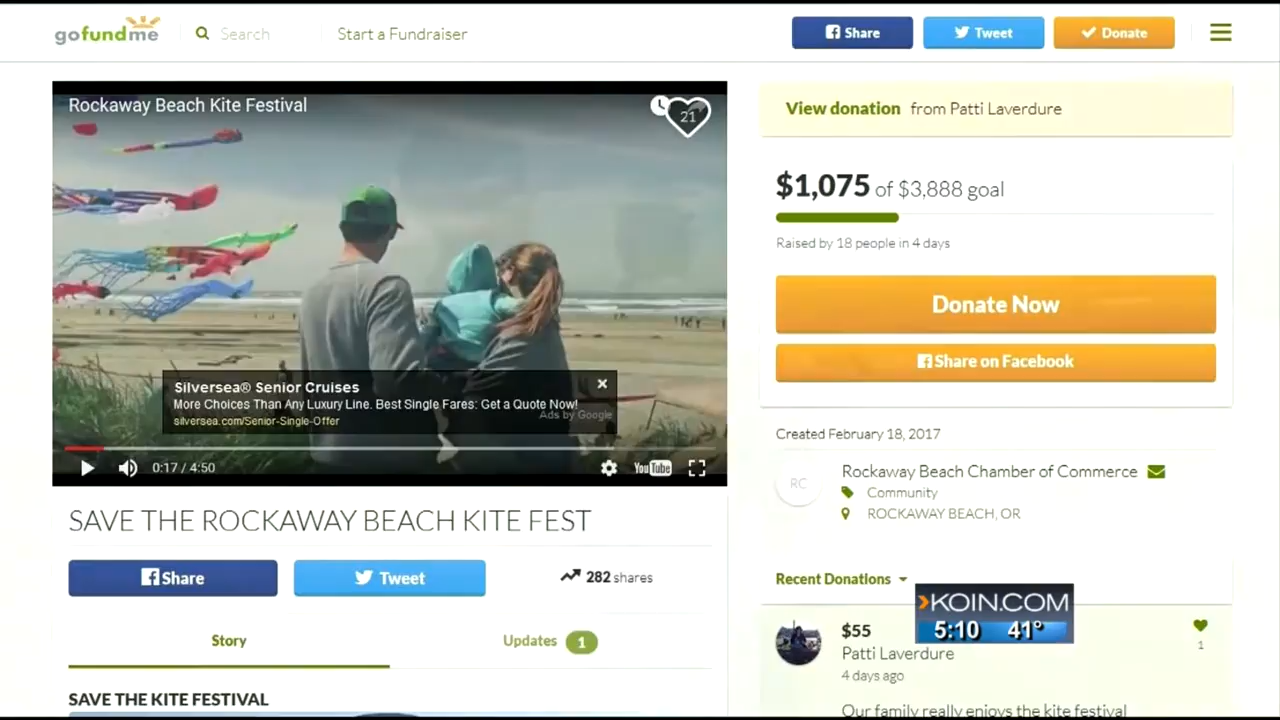 gofundme
Search
Start a Fundraiser
Share
Tweet
Donate
Rockaway Beach Kite Festival
21
View donation from Patti Laverdure
$1,075 of $3,888 goal
Raised by 18 people in 4 days
Donate Now
Share on Facebook
Silversea® Senior Cruises
More Choices Than Any Luxury Line. Best Single Fares: Get a Quote Now!
Ads by Google
silversea.com/Senior-Single-Offer
0:17 / 4:50
YouTube
Created February 18, 2017
RC
Rockaway Beach Chamber of Commerce
Community
ROCKAWAY BEACH, OR
SAVE THE ROCKAWAY BEACH KITE FEST
Share
Tweet
282 shares
Story
Updates 1
SAVE THE KITE FESTIVAL
Recent Donations
KOIN.COM
5:10 41°
$55
Patti Laverdure
4 days ago
1
Our family really enjoys the kite festival